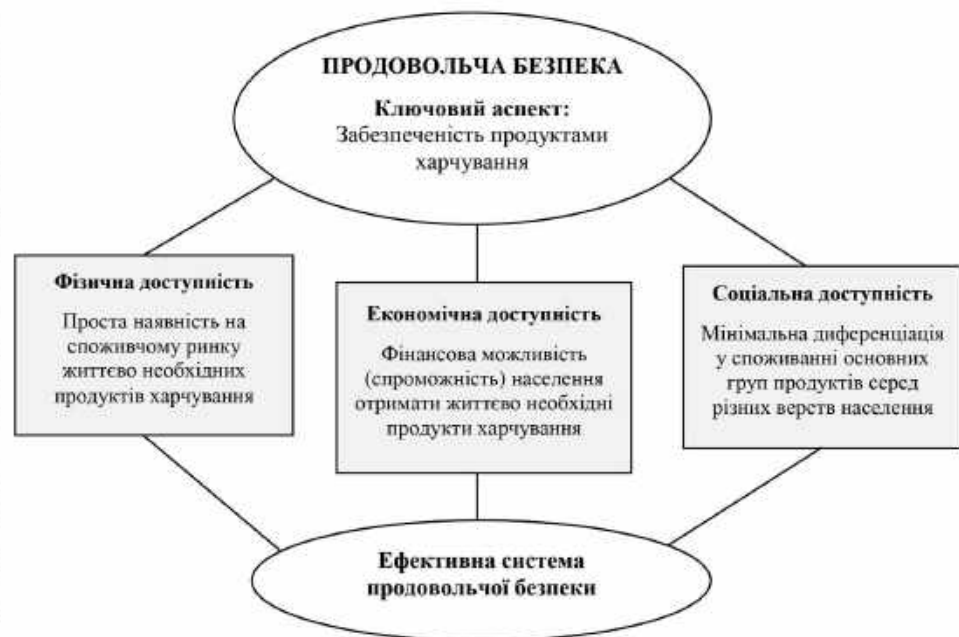 ПРОДОВОЛЬЧА БЕЗПЕКА
Ключовий аспект:
Забезпеченість продуктами
харчування
Фізична доступність
Проста наявність на
споживчому ринку
життєво необхідних
продуктів харчування
Економічна доступність
Фінансова можливість
(спроможність) населення
отримати життєво необхідні
продукти харчування
Соціальна доступність
Мінімальна диференціація
у споживанні основних
груп продуктів серед
різних верств населення
Ефективна система
продовольчої безпеки